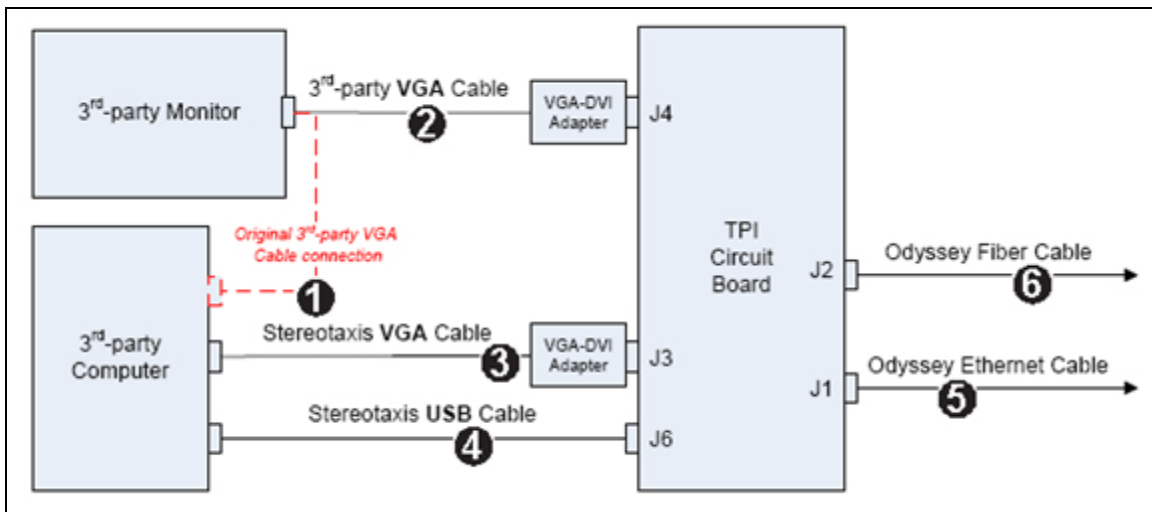 3rd-party Monitor
3rd-party VGA Cable
2
VGA-DVI
Adapter
J4
Original 3rd-party VGA
Cable connection
1
3rd-party
Computer
Stereotaxis VGA Cable
3
VGA-DVI
Adapter
J3
Stereotaxis USB Cable
4
J6
TPI
Circuit
Board
J2
Odyssey Fiber Cable
6
J1
Odyssey Ethernet Cable
5